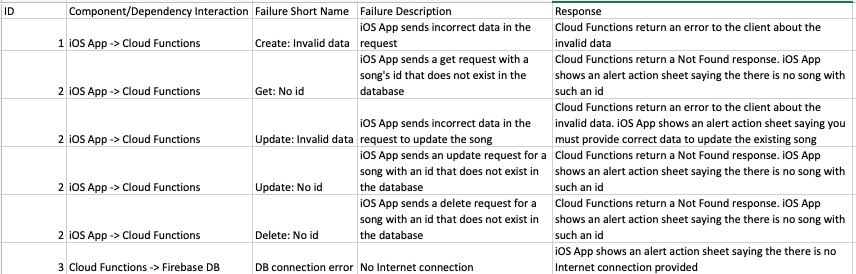 ID Component/Dependency Interaction Failure Short Name Failure Description Response
1 iOS App -> Cloud Functions Create: Invalid data iOS App sends incorrect data in the
request Cloud Functions return an error to the client about the
invalid data
2 iOS App -> Cloud Functions Get: No id iOS App sends a get request with a
song's id that does not exist in the
database Cloud Functions return a Not Found response. iOS App
shows an alert action sheet saying the there is no song with
such an id
2 iOS App -> Cloud Functions Update: Invalid data iOS App sends incorrect data in the
request to update the song Cloud Functions return an error to the client about the
invalid data. iOS App shows an alert action sheet saying you
must provide correct data to update the existing song
2 iOS App -> Cloud Functions Update: No id iOS App sends an update request for a
song with an id that does not exist in
the database Cloud Functions return a Not Found response. iOS App
shows an alert action sheet saying the there is no song with
such an id
2 iOS App -> Cloud Functions Delete: No id iOS App sends a delete request for a
song with an id that does not exist in
the database Cloud Functions return a Not Found response. iOS App
shows an alert action sheet saying the there is no song with
such an id
3 Cloud Functions -> Firebase DB DB connection error No Internet connection iOS App shows an alert action sheet saying the there is no
Internet connection provided